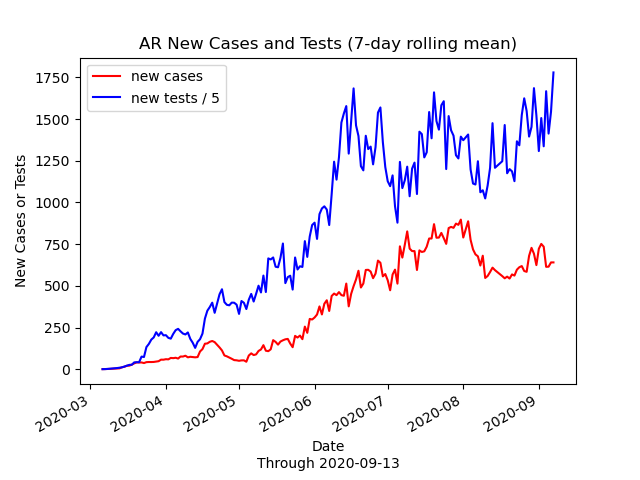 AR New Cases and Tests (7-day rolling mean)
new cases
new tests / 5
New Cases or Tests
1750
1500
1250
1000
750
500
250
0
2020-03
2020-04
2020-05
2020-06
2020-07
2020-08
2020-09
Date
Through 2020-09-13